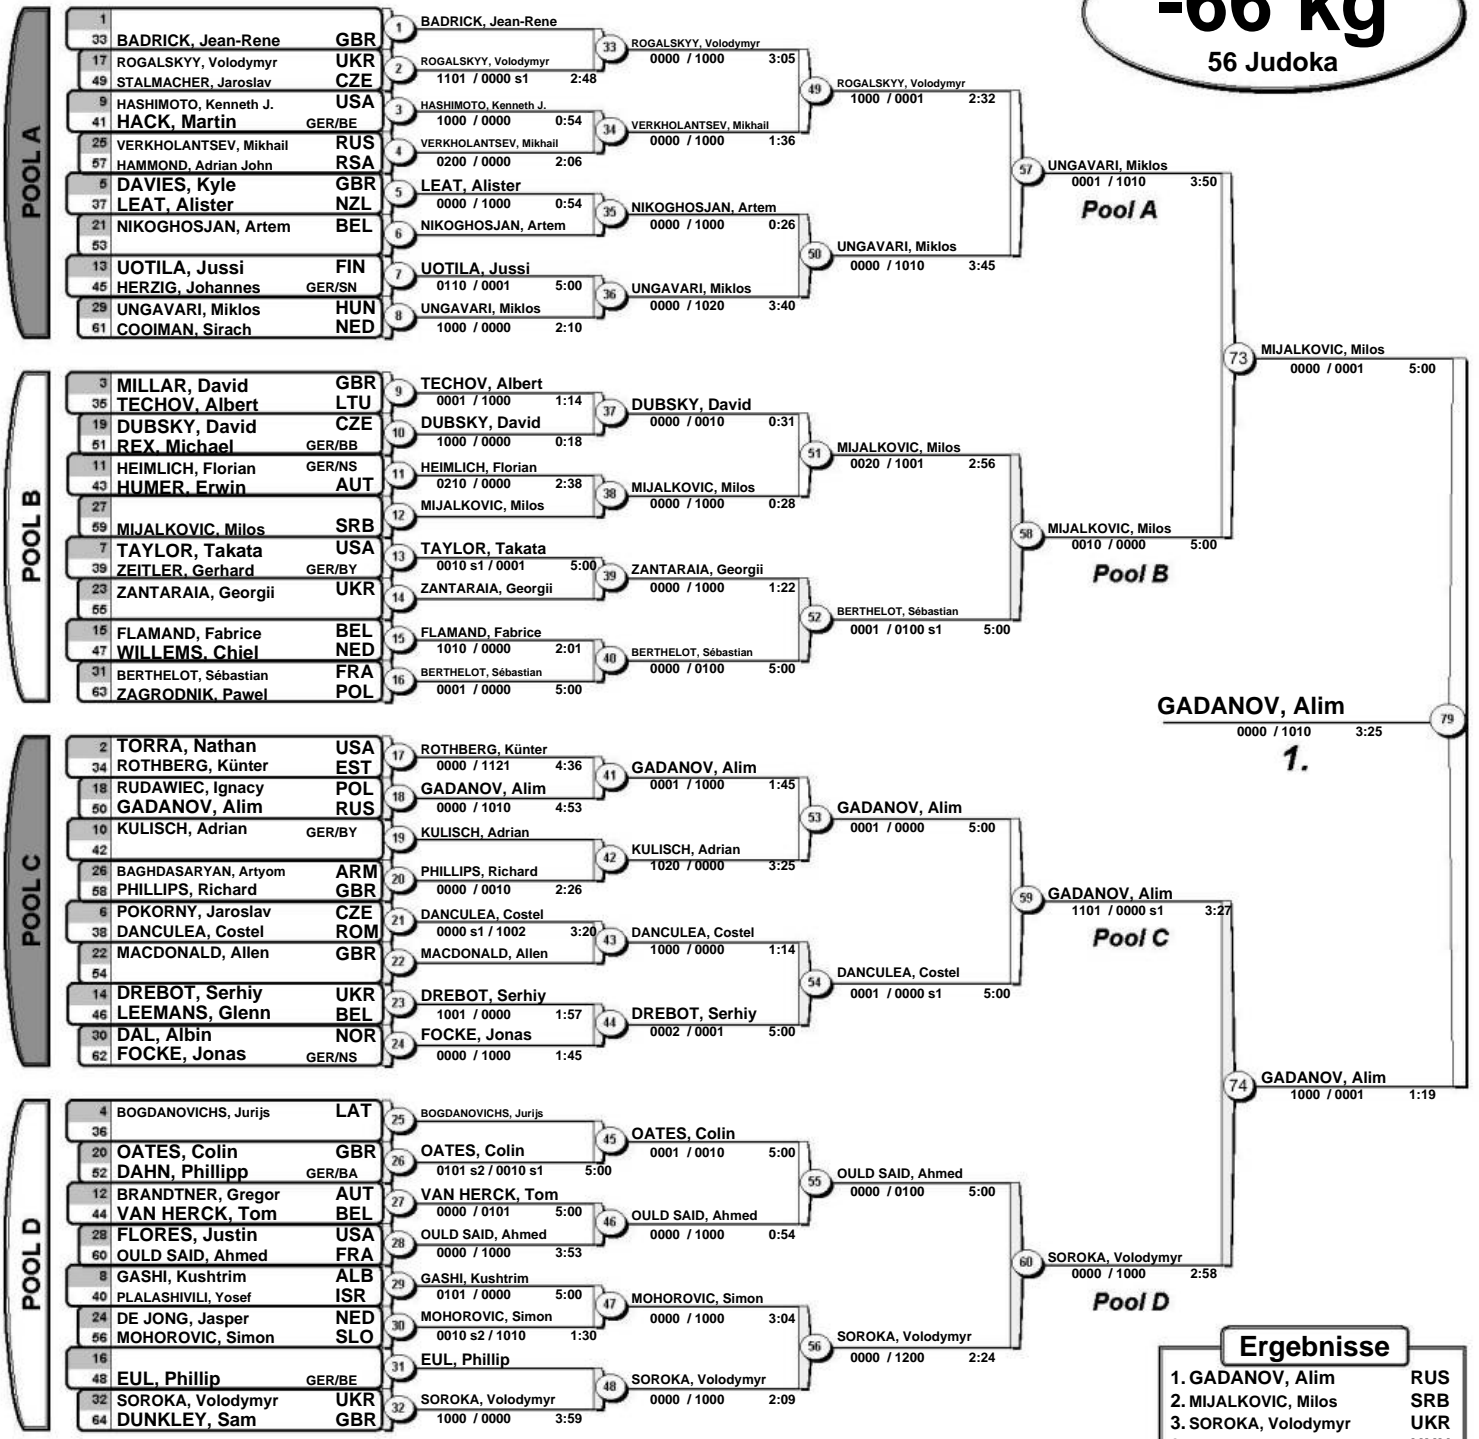 -66 kg
56 Judoka
POOL A
1
33 BADRICK, Jean-Rene GBR
17 ROGALSKYY, Volodymyr UKR
49 STALMACHER, Jaroslav CZE
9 HASHIMOTO, Kenneth J. USA
41 HACK, Martin GER/BE
25 VERKHOLANTSEV, Mikhail RUS
57 HAMMOND, Adrian John RSA
5 DAVIES, Kyle GBR
37 LEAT, Alister NZL
21 NIKOGHOSJAN, Artem BEL
53
13 UOTILA, Jussi FIN
45 HERZIG, Johannes GER/SN
29 UNGAVARI, Miklos HUN
61 COOIMAN, Sirach NED
1 BADRICK, Jean-Rene
2 ROGALSKYY, Volodymyr
1101 / 0000 s1 2:48
3 HASHIMOTO, Kenneth J.
1000 / 0000 0:54
4 VERKHOLANTSEV, Mikhail
0200 / 0000 2:06
5 LEAT, Alister
0000 / 1000 0:54
6 NIKOGHOSJAN, Artem
7 UOTILA, Jussi
0110 / 0001 5:00
8 UNGAVARI, Miklos
1000 / 0000 2:10
33 ROGALSKYY, Volodymyr
0000 / 1000 3:05
34 VERKHOLANTSEV, Mikhail
0000 / 1000 1:36
35 NIKOGHOSJAN, Artem
0000 / 1000 0:26
36 UNGAVARI, Miklos
0000 / 1020 3:40
49 ROGALSKYY, Volodymyr
1000 / 0001 2:32
50 UNGAVARI, Miklos
0000 / 1010 3:45
57 UNGAVARI, Miklos
0001 / 1010 3:50
Pool A
POOL B
3 MILLAR, David GBR
35 TECHOV, Albert LTU
19 DUBSKY, David CZE
51 REX, Michael GER/BB
11 HEIMLICH, Florian GER/NS
43 HUMER, Erwin AUT
27
59 MIJALKOVIC, Milos SRB
7 TAYLOR, Takata USA
39 ZEITLER, Gerhard GER/BY
23 ZANTARAIA, Georgii UKR
55
15 FLAMAND, Fabrice BEL
47 WILLEMS, Chiel NED
31 BERTHELOT, Sébastian FRA
63 ZAGRODNIK, Pawel POL
9 TECHOV, Albert
0001 / 1000 1:14
10 DUBSKY, David
1000 / 0000 0:18
11 HEIMLICH, Florian
0210 / 0000 2:38
12 MIJALKOVIC, Milos
13 TAYLOR, Takata
0010 s1 / 0001 5:00
14 ZANTARAIA, Georgii
15 FLAMAND, Fabrice
1010 / 0000 2:01
16 BERTHELOT, Sébastian
0001 / 0000 5:00
37 DUBSKY, David
0000 / 0010 0:31
38 MIJALKOVIC, Milos
0000 / 1000 0:28
39 ZANTARAIA, Georgii
0000 / 1000 1:22
40 BERTHELOT, Sébastian
0000 / 0100 5:00
51 MIJALKOVIC, Milos
0020 / 1001 2:56
52 BERTHELOT, Sébastian
0001 / 0100 s1 5:00
58 MIJALKOVIC, Milos
0010 / 0000 5:00
Pool B
73 MIJALKOVIC, Milos
0000 / 0001 5:00
GADANOV, Alim 79
0000 / 1010 3:25
1.
POOL C
2 TORRA, Nathan USA
34 ROTHBERG, Künter EST
18 RUDAWIEC, Ignacy POL
50 GADANOV, Alim RUS
10 KULISCH, Adrian GER/BY
42
26 BAGHDASARYAN, Artyom ARM
58 PHILLIPS, Richard GBR
6 POKORNY, Jaroslav CZE
38 DANCULEA, Costel ROM
22 MACDONALD, Allen GBR
54
14 DREBOT, Serhiy UKR
46 LEEMANS, Glenn BEL
30 DAL, Albin NOR
62 FOCKE, Jonas GER/NS
17 ROTHBERG, Künter
0000 / 1121 4:36
18 GADANOV, Alim
0000 / 1010 4:53
19 KULISCH, Adrian
20 PHILLIPS, Richard
0000 / 0010 2:26
21 DANCULEA, Costel
0000 s1 / 1002 3:20
22 MACDONALD, Allen
23 DREBOT, Serhiy
1001 / 0000 1:57
24 FOCKE, Jonas
0000 / 1000 1:45
41 GADANOV, Alim
0001 / 1000 1:45
42 KULISCH, Adrian
1020 / 0000 3:25
43 DANCULEA, Costel
1000 / 0000 1:14
44 DREBOT, Serhiy
0002 / 0001 5:00
53 GADANOV, Alim
0001 / 0000 5:00
54 DANCULEA, Costel
0001 / 0000 s1 5:00
59 GADANOV, Alim
1101 / 0000 s1 3:27
Pool C
POOL D
4 BOGDANOVICHS, Jurijs LAT
36
20 OATES, Colin GBR
52 DAHN, Phillipp GER/BA
12 BRANDTNER, Gregor AUT
44 VAN HERCK, Tom BEL
28 FLORES, Justin USA
60 OULD SAID, Ahmed FRA
8 GASHI, Kushtrim ALB
40 PLALASHIVILI, Yosef ISR
24 DE JONG, Jasper NED
56 MOHOROVIC, Simon SLO
16
48 EUL, Phillip GER/BE
32 SOROKA, Volodymyr UKR
64 DUNKLEY, Sam GBR
25 BOGDANOVICHS, Jurijs
26 OATES, Colin
0101 s2 / 0010 s1 5:00
27 VAN HERCK, Tom
0000 / 0101 5:00
28 OULD SAID, Ahmed
0000 / 1000 3:53
29 GASHI, Kushtrim
0101 / 0000 5:00
30 MOHOROVIC, Simon
0010 s2 / 1010 1:30
31 EUL, Phillip
32 SOROKA, Volodymyr
1000 / 0000 3:59
45 OATES, Colin
0001 / 0010 5:00
46 OULD SAID, Ahmed
0000 / 1000 0:54
47 MOHOROVIC, Simon
0000 / 1000 3:04
48 SOROKA, Volodymyr
0000 / 1000 2:09
55 OULD SAID, Ahmed
0000 / 0100 5:00
56 SOROKA, Volodymyr
0000 / 1200 2:24
60 SOROKA, Volodymyr
0000 / 1000 2:58
Pool D
74 GADANOV, Alim
1000 / 0001 1:19
Ergebnisse
1. GADANOV, Alim RUS
2. MIJALKOVIC, Milos SRB
3. SOROKA, Volodymyr UKR